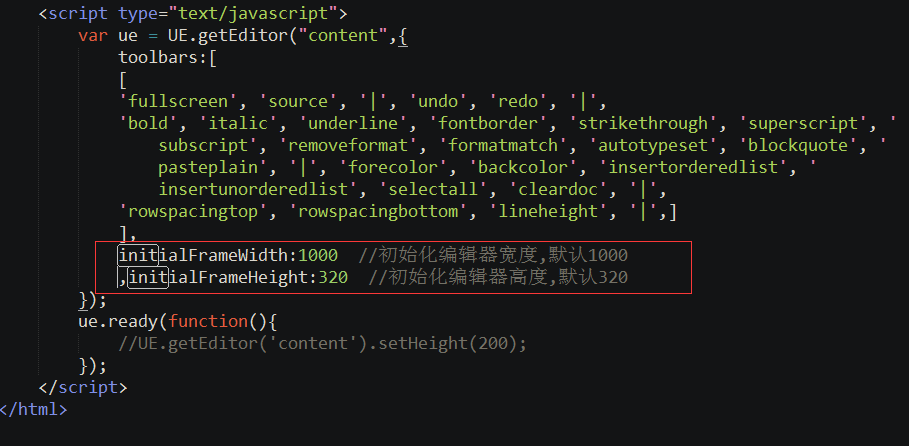 <script type="text/javascript">
var ue = UE.getEditor("content",{
toolbars:[
[
'fullscreen', 'source', '|', 'undo', 'redo', '|',
'bold', 'italic', 'underline', 'fontborder', 'strikethrough', 'superscript', '
subscript', 'removeformat', 'formatmatch', 'autotypeset', 'blockquote', '
pasteplain', '|', 'forecolor', 'backcolor', 'insertorderedlist', '
insertunorderedlist', 'selectall', 'cleardoc', '|',
'rowspacingtop', 'rowspacingbottom', 'lineheight', '|',]
],
initialFrameWidth:1000  //初始化编辑器宽度,默认1000
,initialFrameHeight:320  //初始化编辑器高度,默认320
});
ue.ready(function(){
//UE.getEditor('content').setHeight(200);
});
</script>
</html>